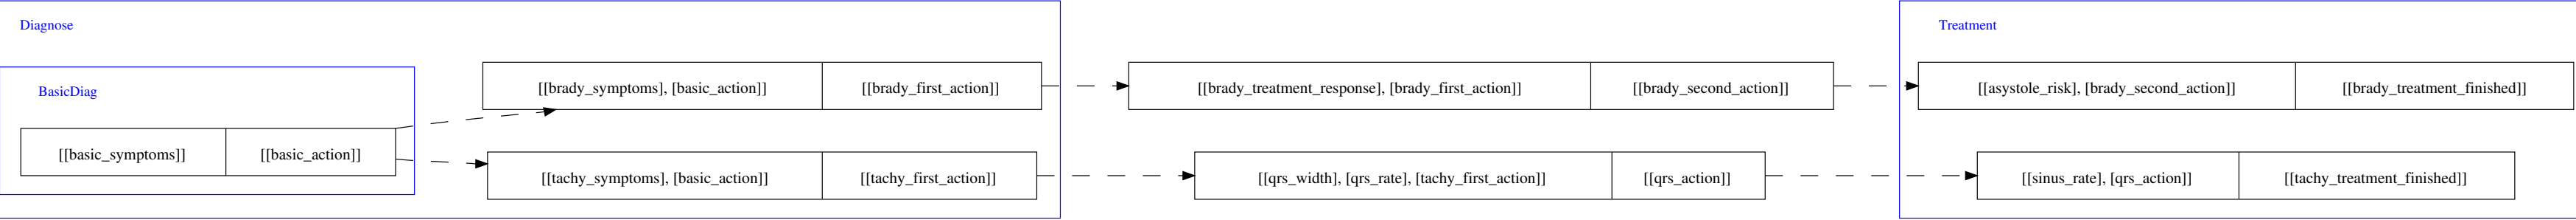 Diagnose
Treatment
BasicDiag
[[brady_symptoms], [basic_action]] [[brady_first_action]] [[brady_treatment_response], [brady_first_action]] [[brady_second_action]] [[asystole_risk], [brady_second_action]] [[brady_treatment_finished]]
[[basic_symptoms]] [[basic_action]]
[[tachy_symptoms], [basic_action]] [[tachy_first_action]] [[qrs_width], [qrs_rate], [tachy_first_action]] [[qrs_action]] [[sinus_rate], [qrs_action]] [[tachy_treatment_finished]]